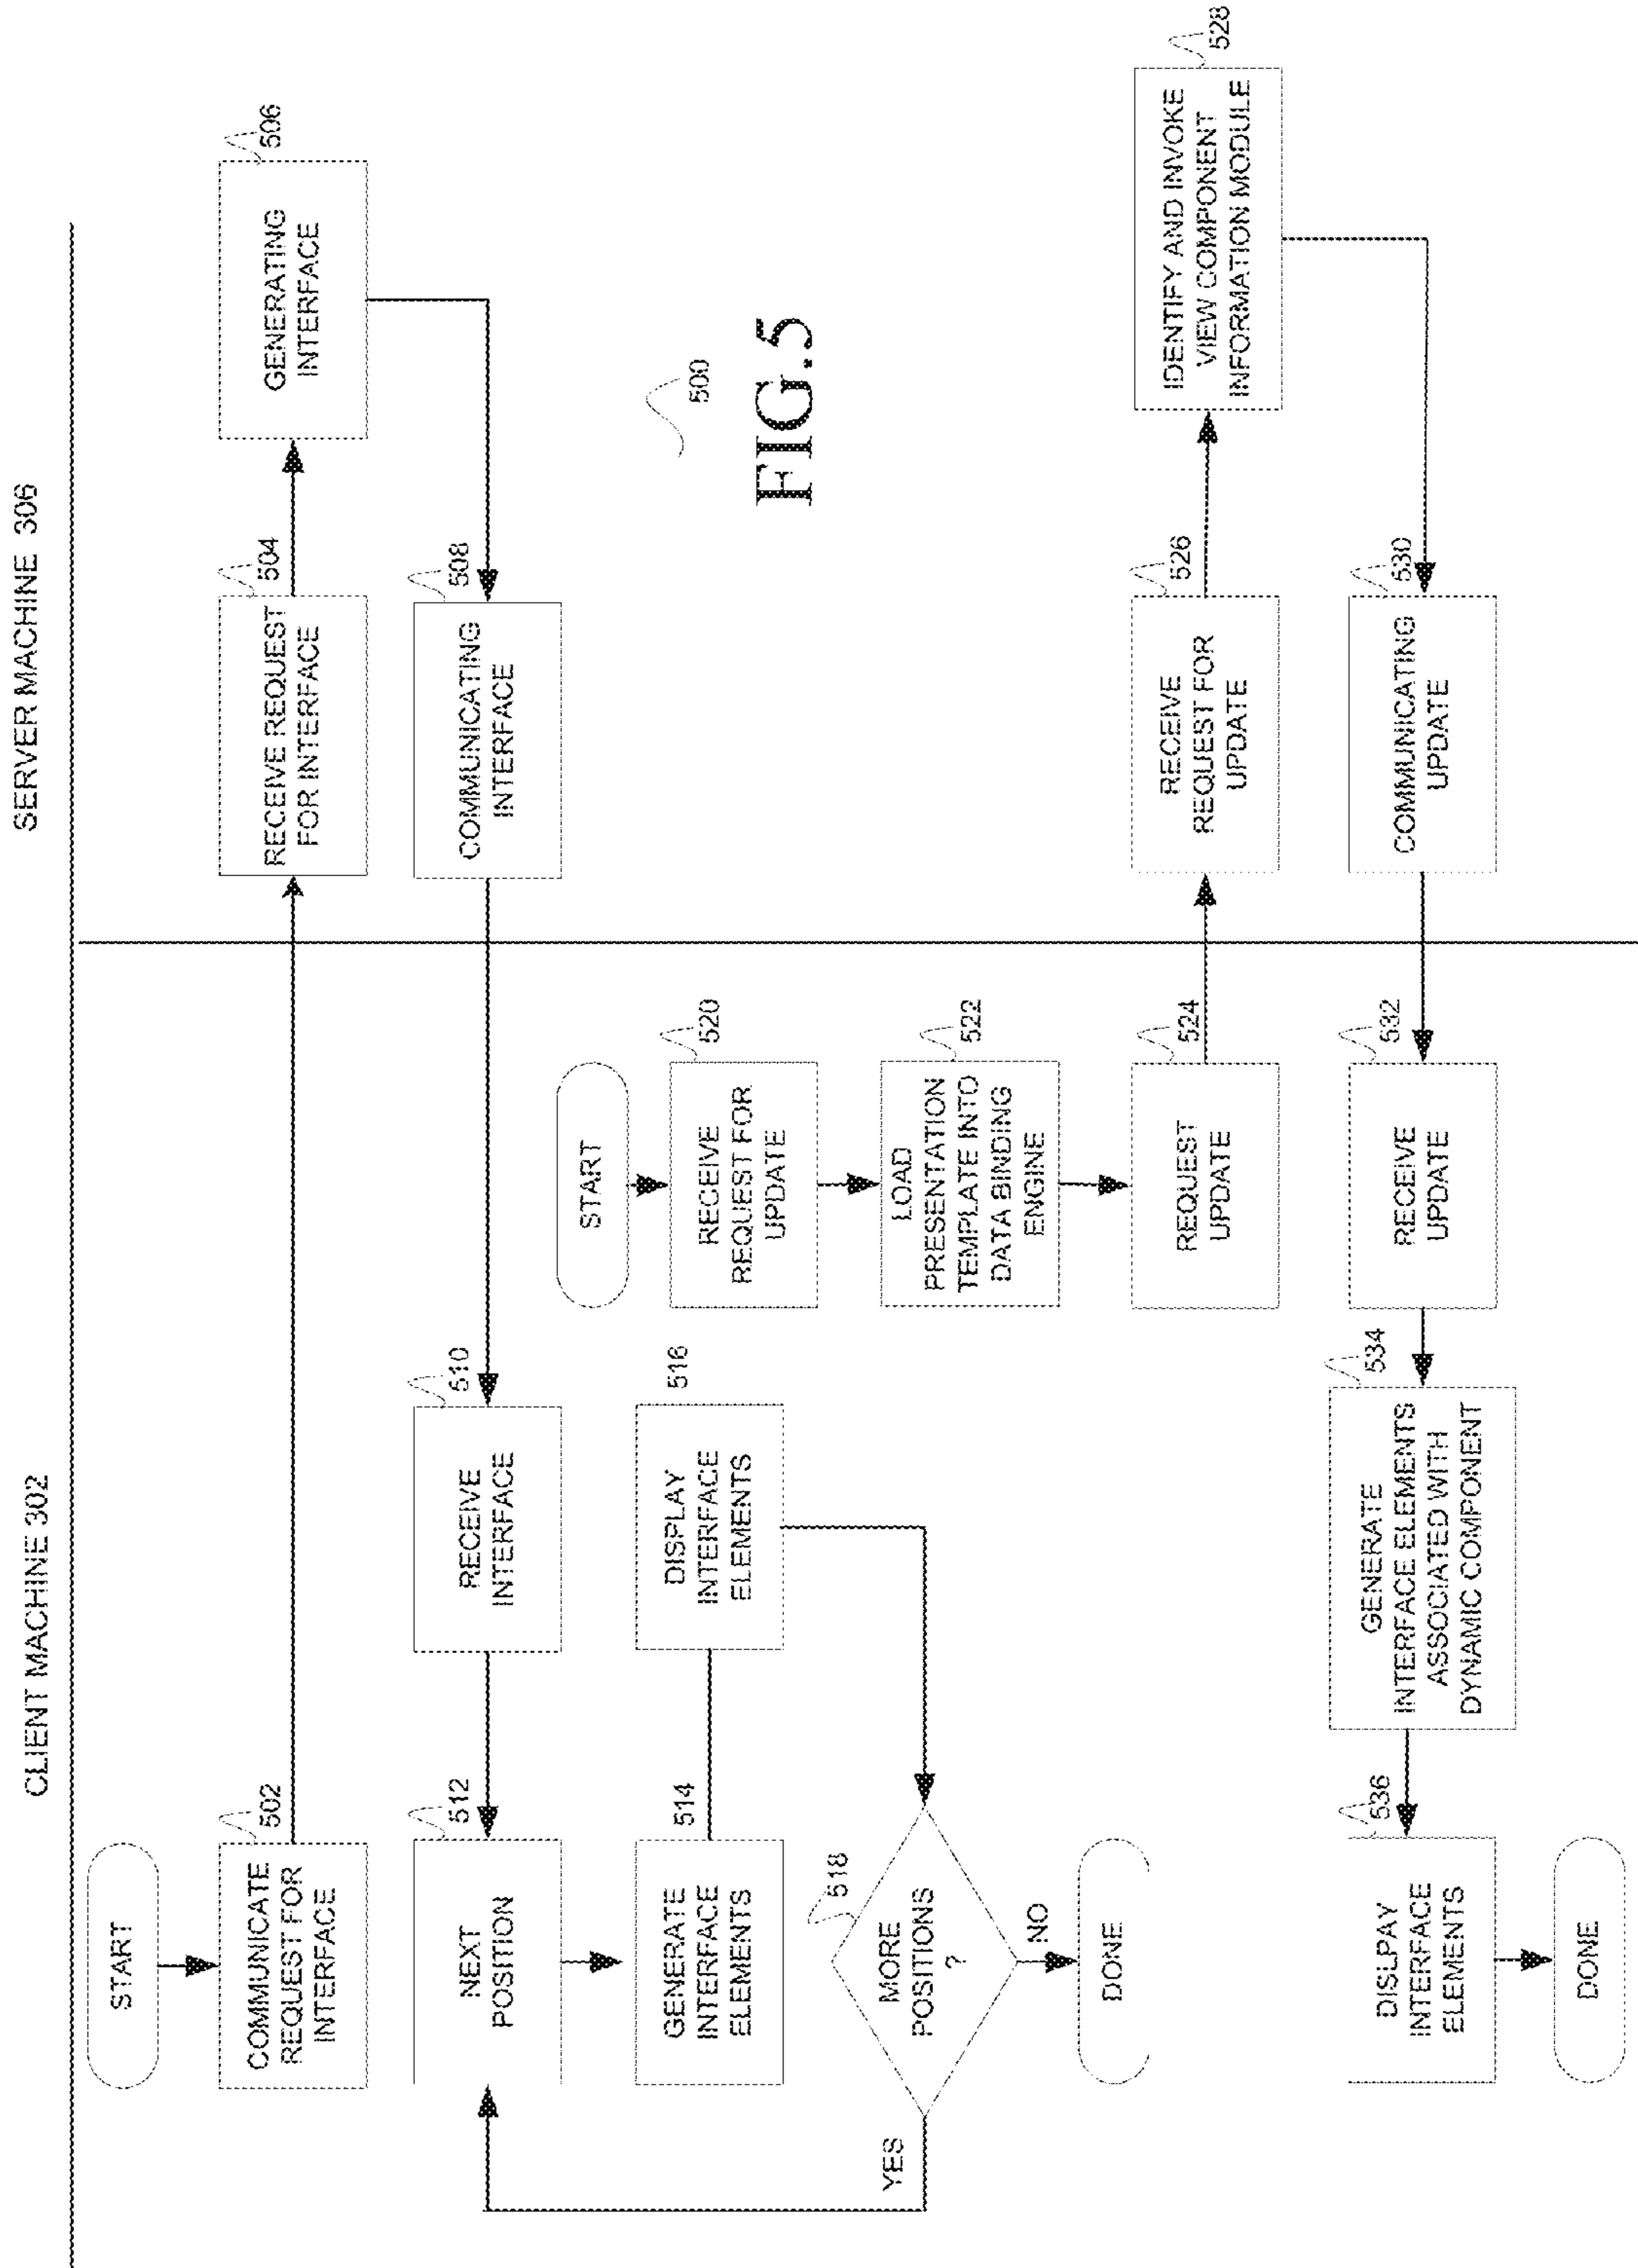 CLIENT MACHINE 302
SERVER MACHINE 306
START
502
COMMUNICATE
REQUEST FOR
INTERFACE
504
RECEIVE REQUEST
FOR INTERFACE
506
GENERATING
INTERFACE
508
COMMUNICATING
INTERFACE
510
RECEIVE
INTERFACE
512
NEXT
POSITION
514
GENERATE
INTERFACE
ELEMENTS
516
DISPLAY
INTERFACE
ELEMENTS
518
MORE
POSITIONS
?
YES
NO
DONE
500
FIG.5
START
520
RECEIVE
REQUEST FOR
UPDATE
522
LOAD
PRESENTATION
TEMPLATE INTO
DATA BINDING
ENGINE
524
REQUEST
UPDATE
526
RECEIVE
REQUEST FOR
UPDATE
528
IDENTIFY AND INVOKE
VIEW COMPONENT
INFORMATION MODULE
530
COMMUNICATING
UPDATE
532
RECEIVE
UPDATE
534
GENERATE
INTERFACE ELEMENTS
ASSOCIATED WITH
DYNAMIC COMPONENT
536
DISLPAY
INTERFACE
ELEMENTS
DONE